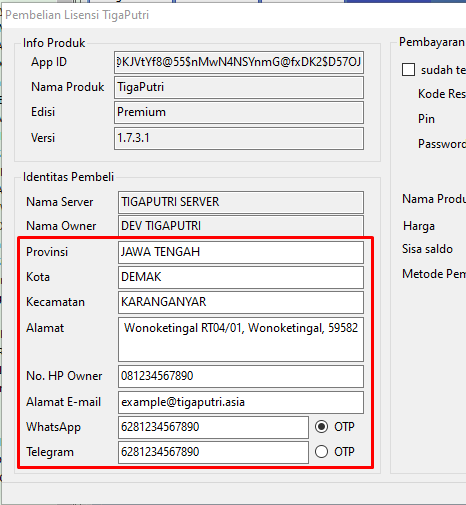 Pembelian Lisensi TigaPutri
Info Produk
App ID KJVtYf8@55$nMwN4NSYnmG@fxDK2$D57OJ
Nama Produk TigaPutri
Edisi Premium
Versi 1.7.3.1
Identitas Pembeli
Nama Server TIGAPUTRI SERVER
Nama Owner DEV TIGAPUTRI
Provinsi JAWA TENGAH
Kota DEMAK
Kecamatan KARANGANYAR
Alamat Wonoketingal RT04/01, Wonoketingal, 59582
No. HP Owner 081234567890
Alamat E-mail example@tigaputri.asia
WhatsApp 6281234567890 OTP
Telegram 6281234567890 OTP
Pembayaran
sudah te
Kode Res
Pin
Password
Nama Produ
Harga
Sisa saldo
Metode Pem